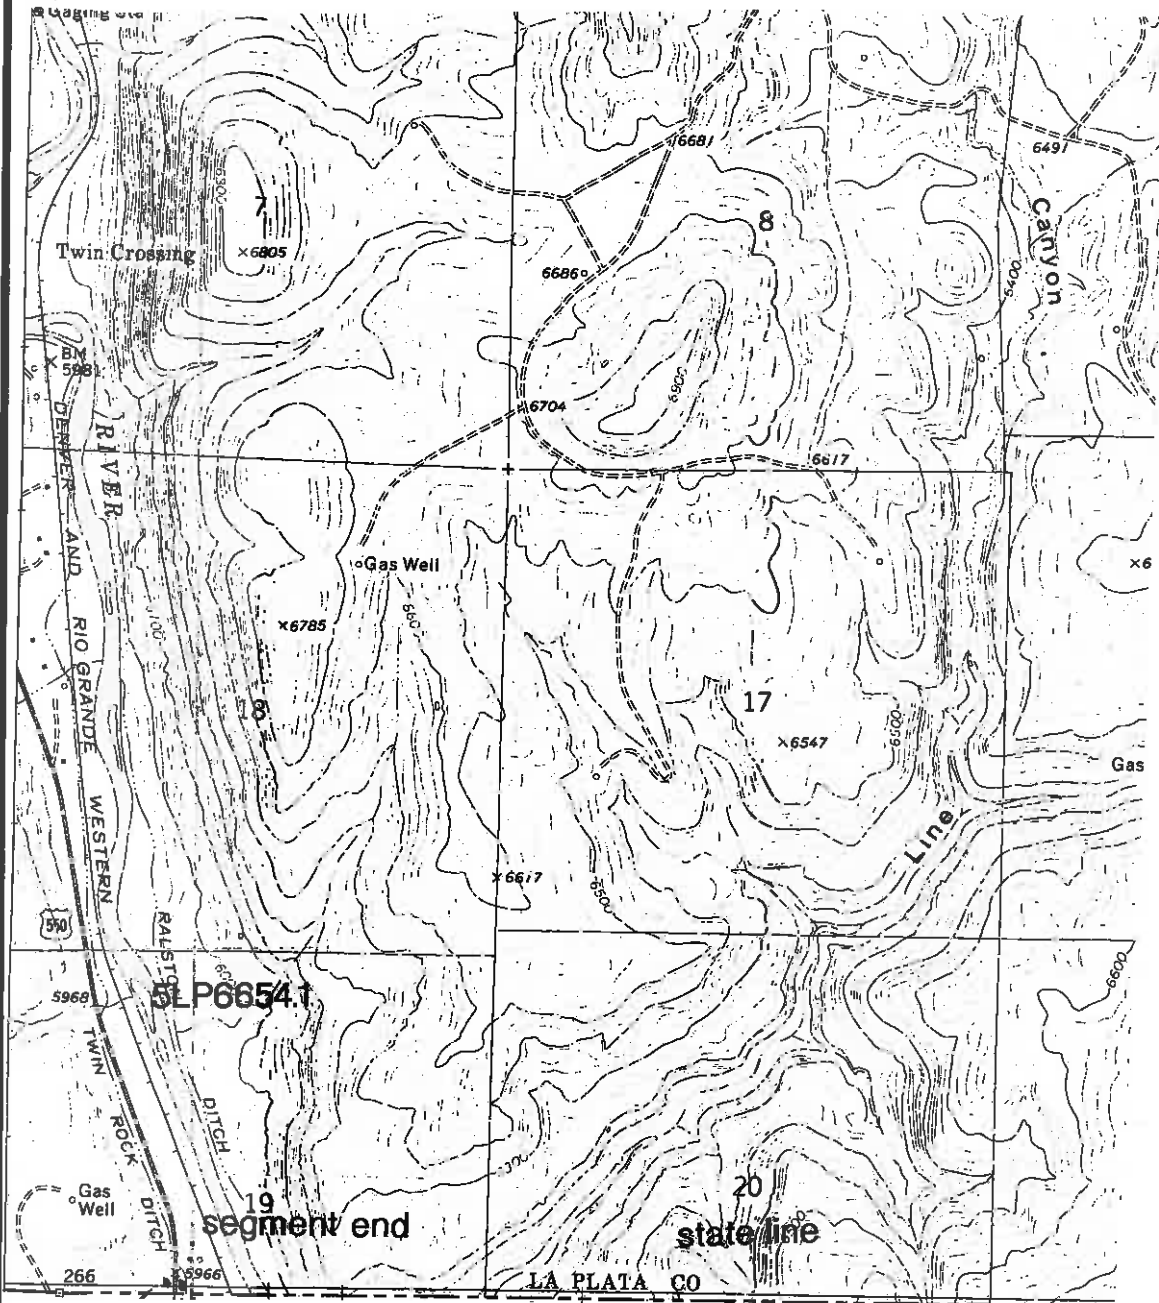 Gaging Sta
6681
6491
Canyon
7
8
6900
Twin Crossing
×6805
6686
BM
×
5981
6900
6704
6617
RIVER
DENVER AND RIO GRANDE WESTERN
Gas Well
×6
×6785
17
×6547
6500
Gas
Line
×6617
6500
550
RALSTON DITCH
6600
5968
5LP6654.1
TWIN ROCK DITCH
Gas
Well
19
20
segment end
state line
266
×5966
LA PLATA CO